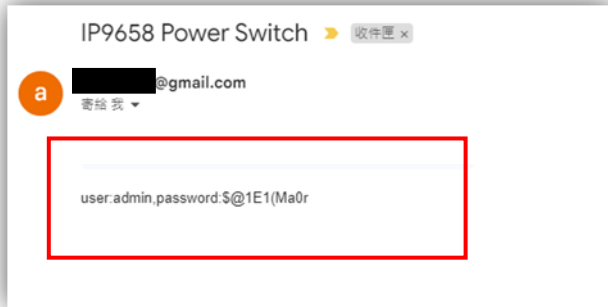 IP9658 Power Switch 收件匣 ×
a
@gmail.com
寄給 我
user:admin,password:$@1E1(Ma0r